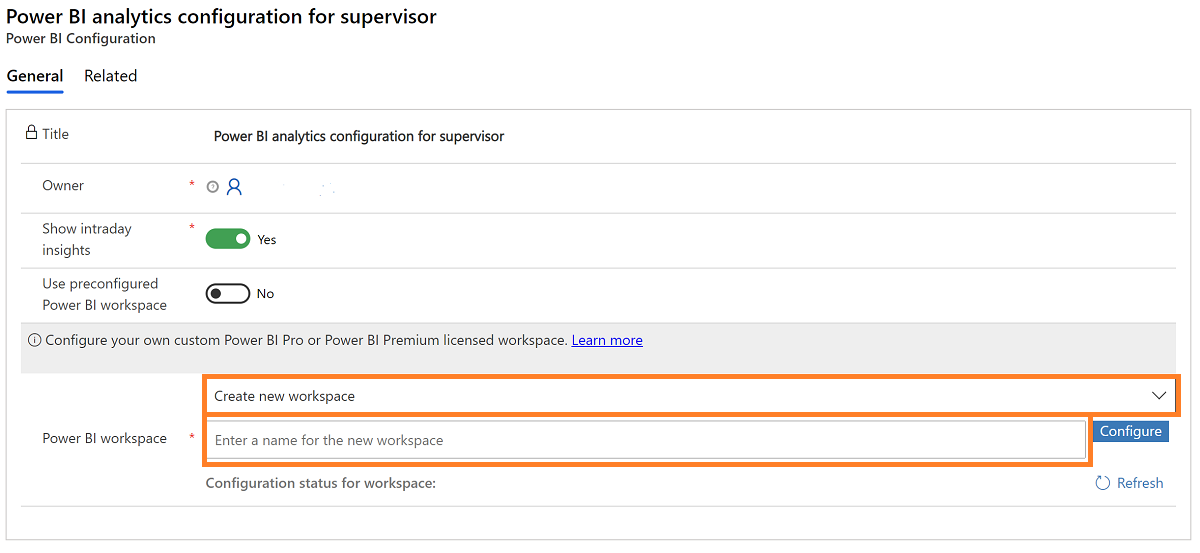 Power BI analytics configuration for supervisor
Power BI Configuration
General Related
Title Power BI analytics configuration for supervisor
Owner *
Show intraday
insights * Yes
Use preconfigured
Power BI workspace No
Configure your own custom Power BI Pro or Power BI Premium licensed workspace. Learn more
Create new workspace
Power BI workspace * Enter a name for the new workspace Configure
Configuration status for workspace: Refresh